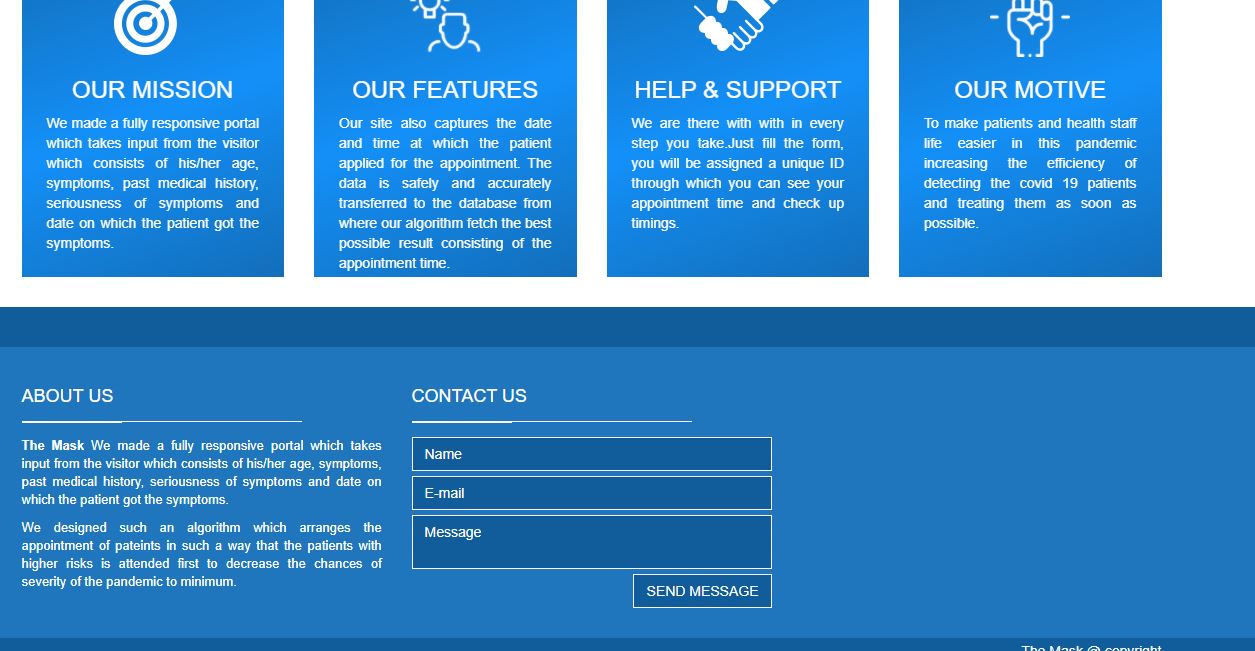 OUR MISSION
We made a fully responsive portal
which takes input from the visitor
which consists of his/her age,
symptoms, past medical history,
seriousness of symptoms and
date on which the patient got the
symptoms.
OUR FEATURES
Our site also captures the date
and time at which the patient
applied for the appointment. The
data is safely and accurately
transferred to the database from
where our algorithm fetch the best
possible result consisting of the
appointment time.
HELP & SUPPORT
We are there with with in every
step you take.Just fill the form,
you will be assigned a unique ID
through which you can see your
appointment time and check up
timings.
OUR MOTIVE
To make patients and health staff
life easier in this pandemic
increasing the efficiency of
detecting the covid 19 patients
and treating them as soon as
possible.
ABOUT US
The Mask We made a fully responsive portal which takes
input from the visitor which consists of his/her age, symptoms,
past medical history, seriousness of symptoms and date on
which the patient got the symptoms.
We designed such an algorithm which arranges the
appointment of pateints in such a way that the patients with
higher risks is attended first to decrease the chances of
severity of the pandemic to minimum.
CONTACT US
Name
E-mail
Message
SEND MESSAGE
The Mask @ copyright